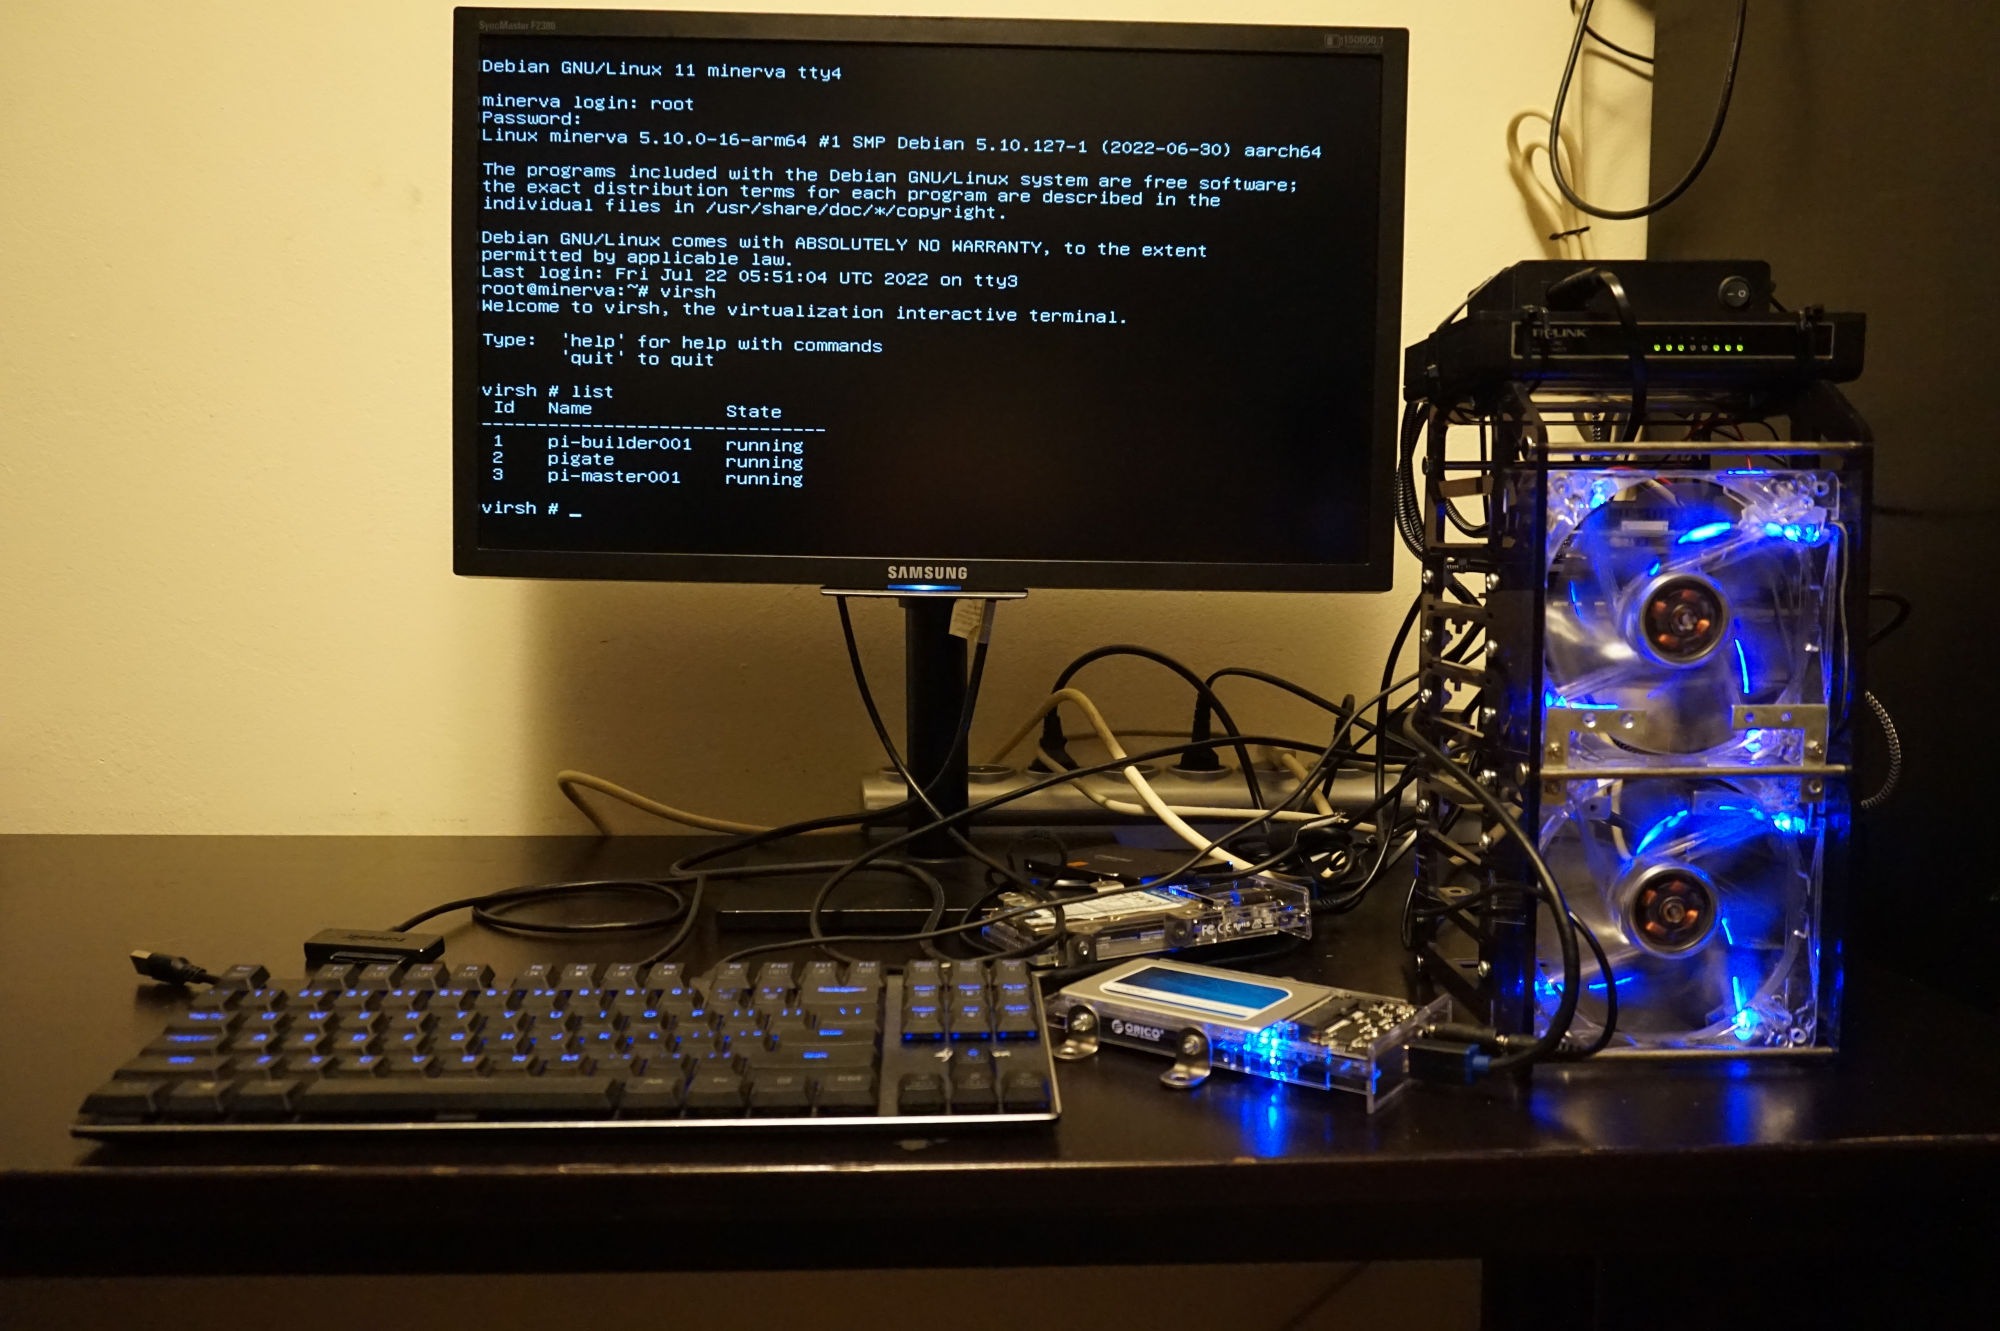 SyncMaster F2380
150000:1
Debian GNU/Linux 11 minerva tty4
minerva login: root
Password:
Linux minerva 5.10.0-16-arm64 #1 SMP Debian 5.10.127-1 (2022-06-30) aarch64
The programs included with the Debian GNU/Linux system are free software;
the exact distribution terms for each program are described in the
individual files in /usr/share/doc/*/copyright.
Debian GNU/Linux comes with ABSOLUTELY NO WARRANTY, to the extent
permitted by applicable law.
Last login: Fri Jul 22 05:51:04 UTC 2022 on tty3
root@minerva:~# virsh
Welcome to virsh, the virtualization interactive terminal.
Type:  'help' for help with commands
'quit' to quit
virsh # list
Id   Name   State
--------------------------------
1   pi-builder001   running
2   pigate   running
3   pi-master001   running
virsh # _
SAMSUNG
TP-LINK
FC CE RoHS
ORICO